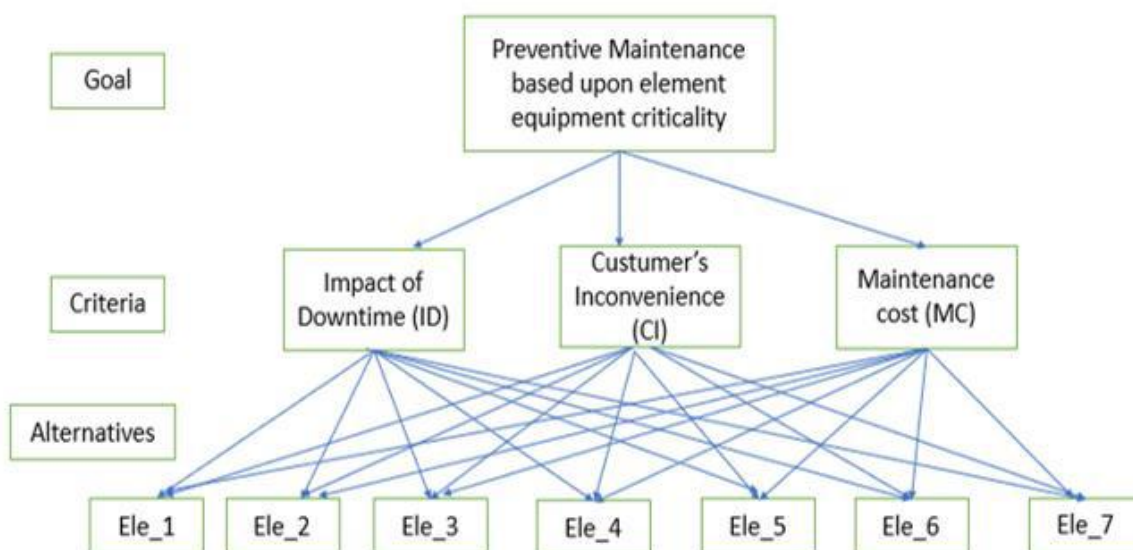 Goal
Preventive Maintenance
based upon element
equipment criticality
Criteria
Impact of
Downtime (ID)
Custumer's
Inconvenience
(CI)
Maintenance
cost (MC)
Alternatives
Ele_1
Ele_2
Ele_3
Ele_4
Ele_5
Ele_6
Ele_7